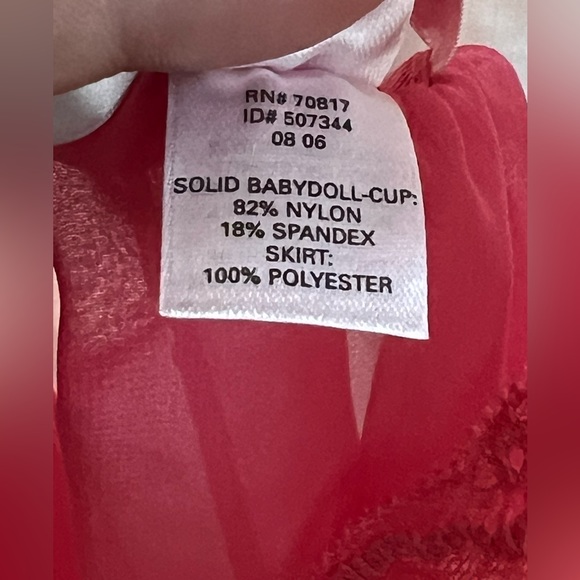 RN# 70817
ID# 507344
08 06
SOLID BABYDOLL-CUP:
82% NYLON
18% SPANDEX
SKIRT:
100% POLYESTER